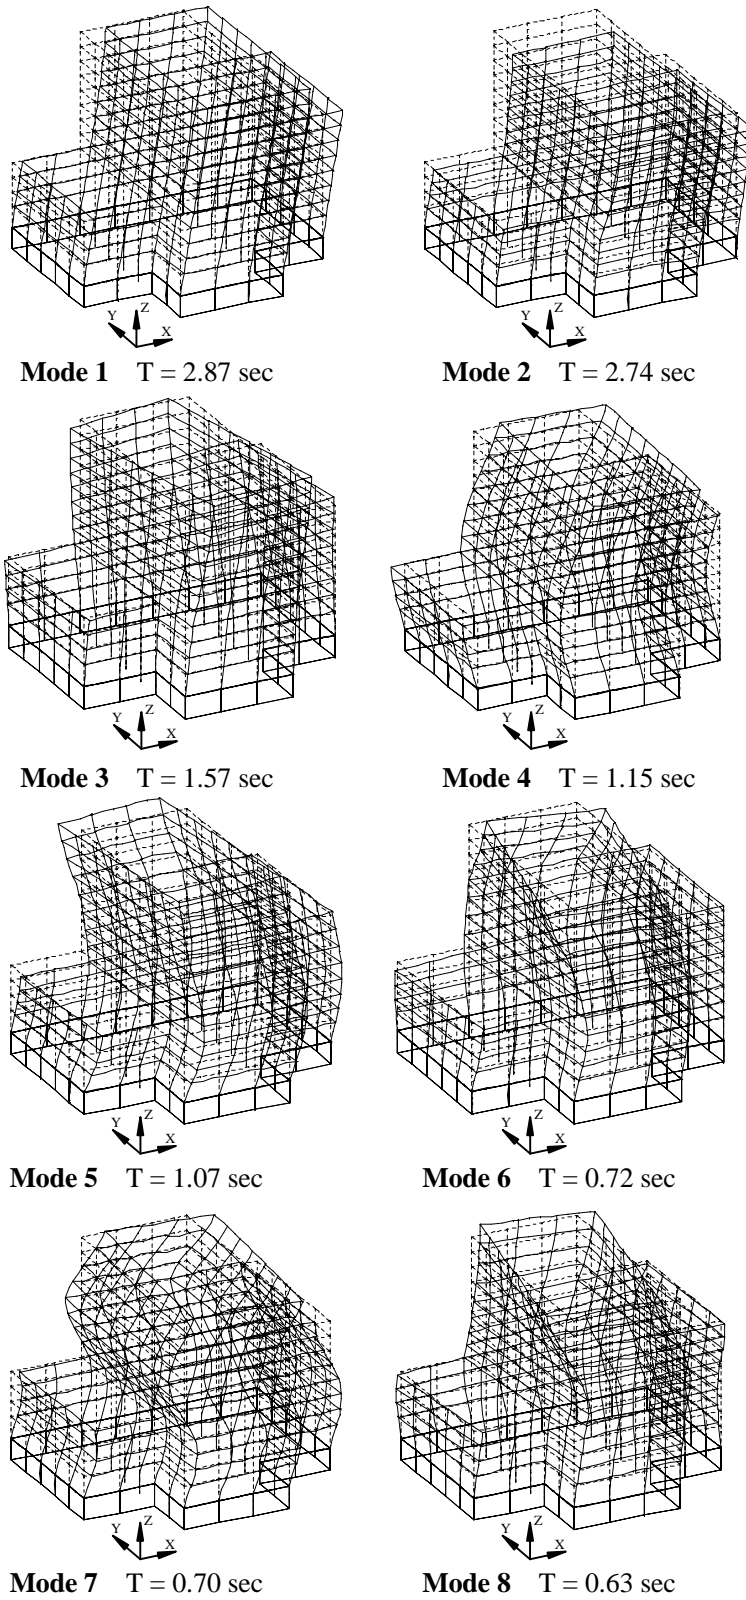 Y Z X
Y Z X
Mode 1 T = 2.87 sec
Mode 2 T = 2.74 sec
Y Z X
Y Z X
Mode 3 T = 1.57 sec
Mode 4 T = 1.15 sec
Y Z X
Y Z X
Mode 5 T = 1.07 sec
Mode 6 T = 0.72 sec
Y Z X
Y Z X
Mode 7 T = 0.70 sec
Mode 8 T = 0.63 sec